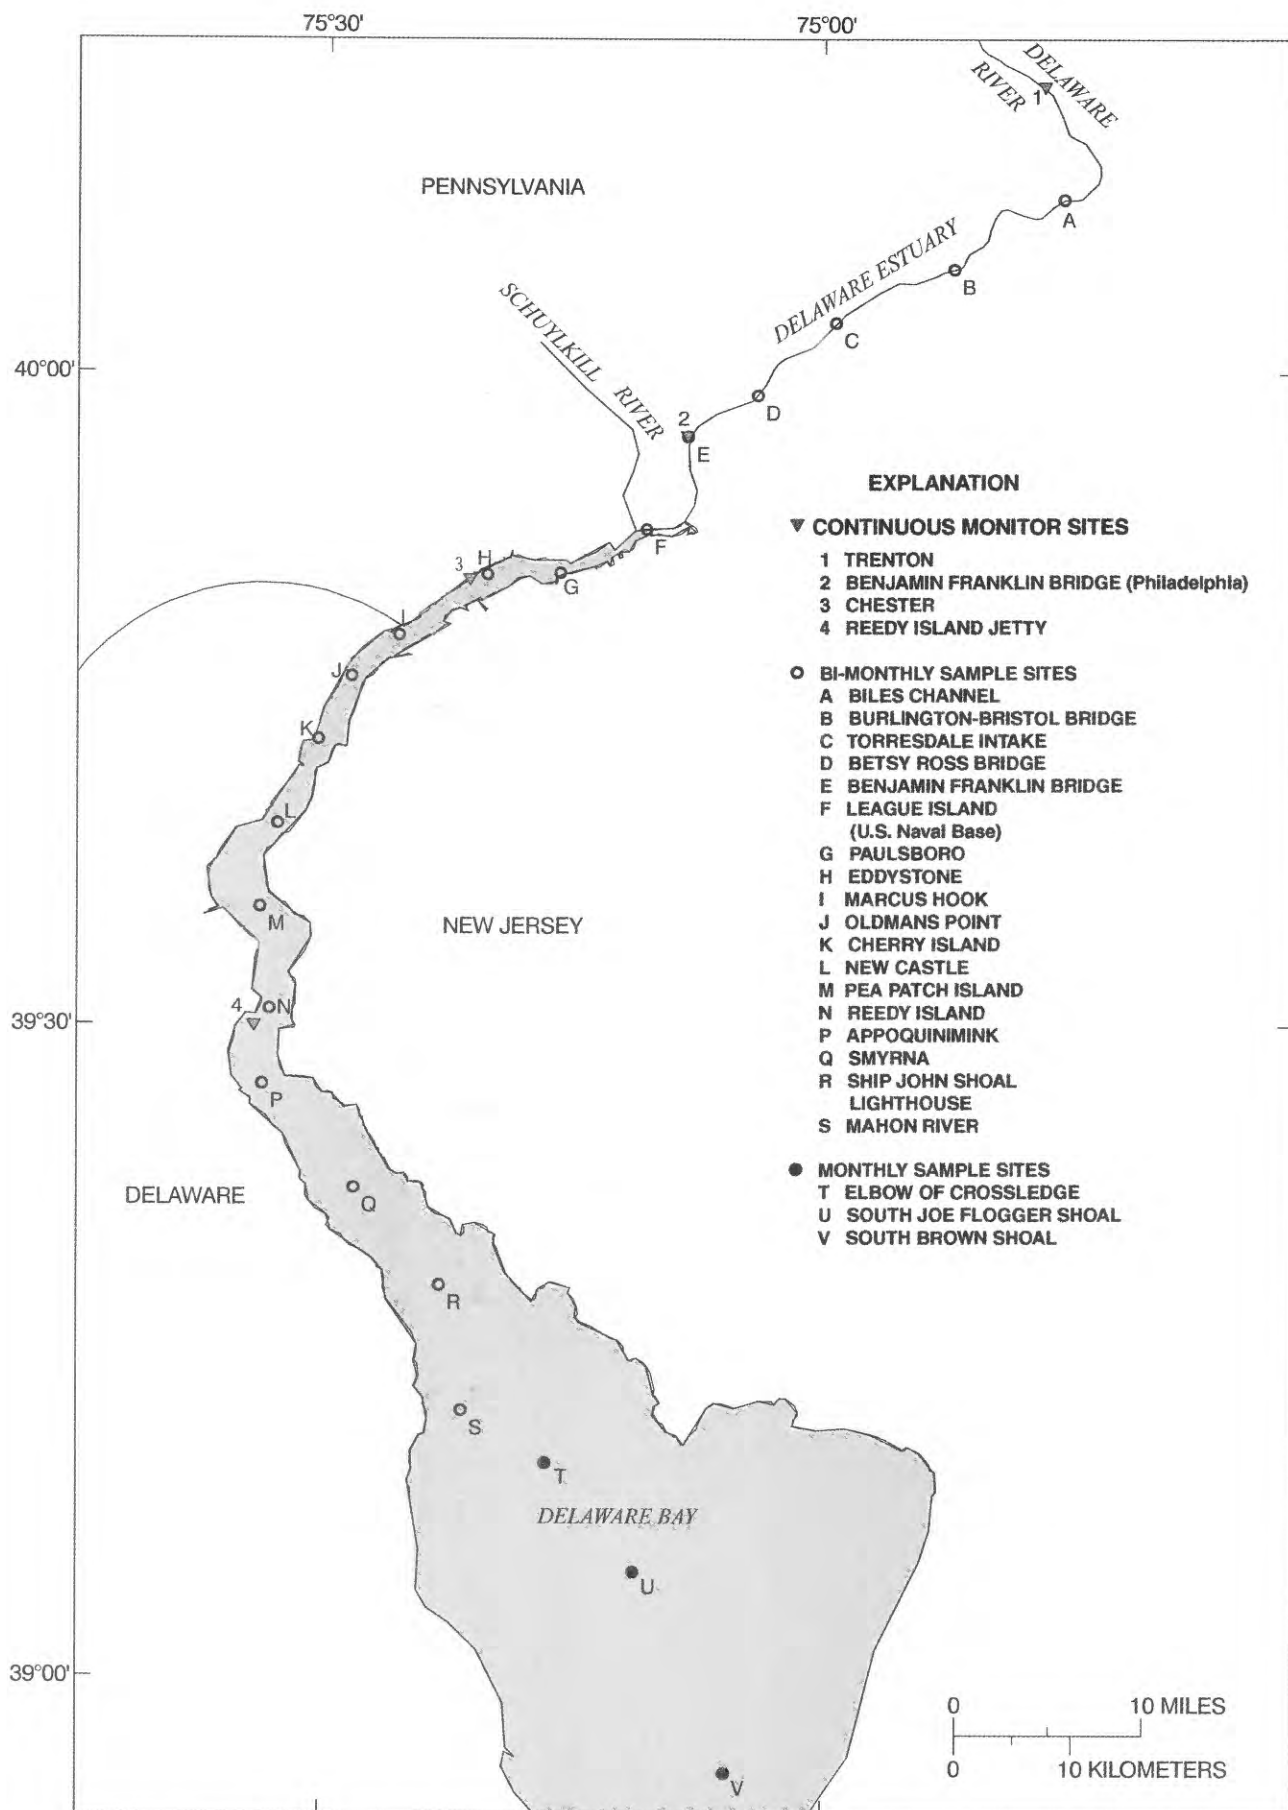 75°30'
75°00'
DELAWARE
RIVER
1
PENNSYLVANIA
A
DELAWARE ESTUARY
B
SCHUYLKILL RIVER
C
40°00'
D
2
E
EXPLANATION
CONTINUOUS MONITOR SITES
1 TRENTON
2 BENJAMIN FRANKLIN BRIDGE (Philadelphia)
3 CHESTER
4 REEDY ISLAND JETTY
BI-MONTHLY SAMPLE SITES
A BILES CHANNEL
B BURLINGTON-BRISTOL BRIDGE
C TORRESDALE INTAKE
D BETSY ROSS BRIDGE
E BENJAMIN FRANKLIN BRIDGE
F LEAGUE ISLAND
(U.S. Naval Base)
G PAULSBORO
H EDDYSTONE
I MARCUS HOOK
J OLDMANS POINT
K CHERRY ISLAND
L NEW CASTLE
M PEA PATCH ISLAND
N REEDY ISLAND
P APPOQUINIMINK
Q SMYRNA
R SHIP JOHN SHOAL
LIGHTHOUSE
S MAHON RIVER
MONTHLY SAMPLE SITES
T ELBOW OF CROSSLEDGE
U SOUTH JOE FLOGGER SHOAL
V SOUTH BROWN SHOAL
F
3
H
G
I
J
K
L
M
NEW JERSEY
4
N
39°30'
P
DELAWARE
Q
R
S
T
DELAWARE BAY
U
39°00'
0 10 MILES
0 10 KILOMETERS
V